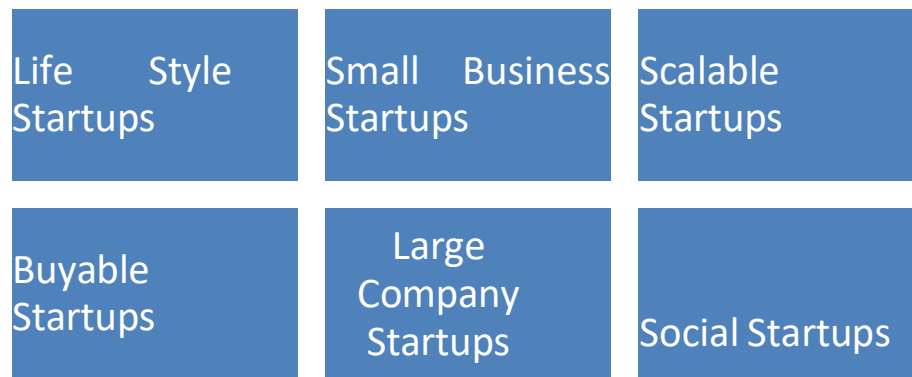 Life Style
Startups
Small Business
Startups
Scalable
Startups
Buyable
Startups
Large
Company
Startups
Social Startups